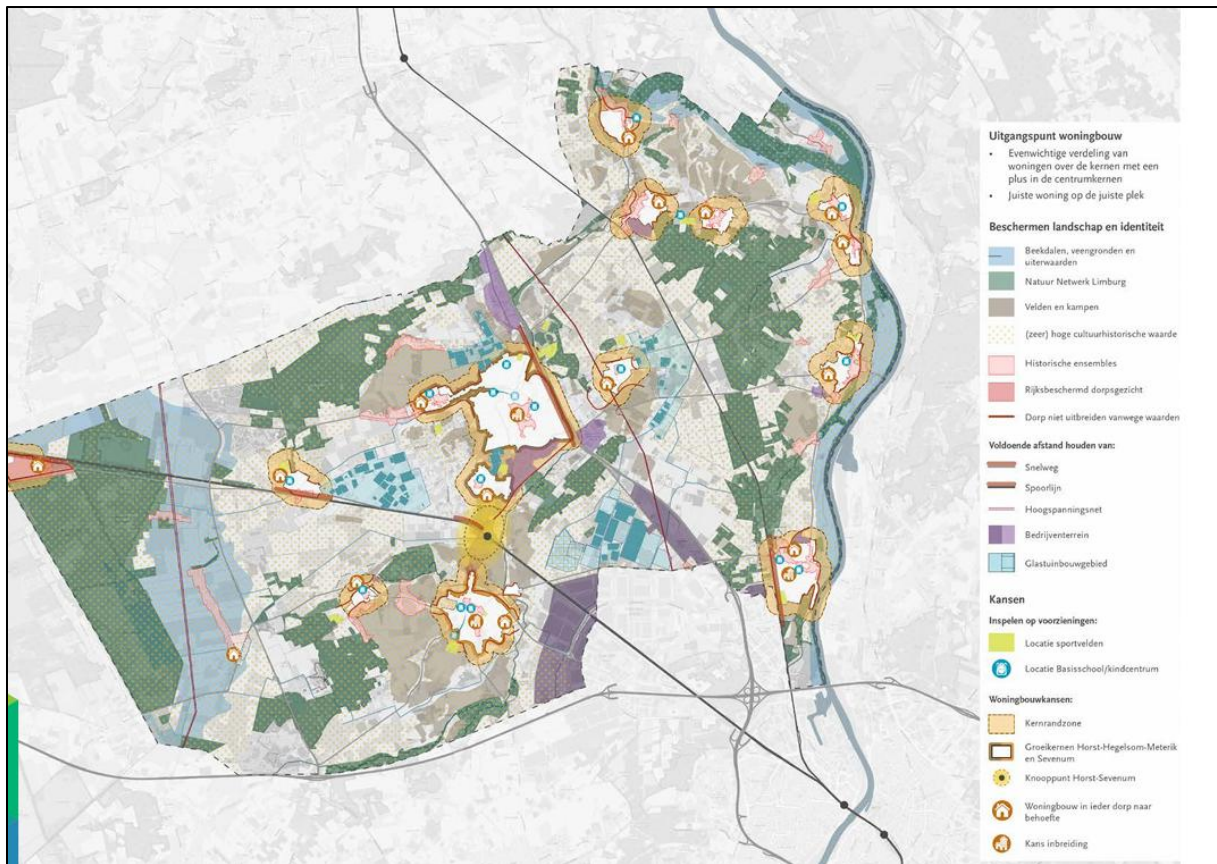 Uitgangspunt woningbouw
• Evenwichtige verdeling van
woningen over de kernen met een
plus in de centrumkernen
• Juiste woning op de juiste plek
Beschermen landschap en identiteit
Beekdalen, veengronden en
uiterwaarden
Natuur Netwerk Limburg
Velden en kampen
(zeer) hoge cultuurhistorische waarde
Historische ensembles
Rijksbeschermd dorpsgezicht
Dorp niet uitbreiden vanwege waarden
Voldoende afstand houden van:
Snelweg
Spoorlijn
Hoogspanningsnet
Bedrijventerrein
Glastuinbouwgebied
Kansen
Inspelen op voorzieningen:
Locatie sportvelden
Locatie Basisschool/kindcentrum
Woningbouwkansen:
Kernrandzone
Groeikernen Horst-Hegelsom-Meterik
en Sevenum
Knooppunt Horst-Sevenum
Woningbouw in ieder dorp naar
behoefte
Kans inbreiding